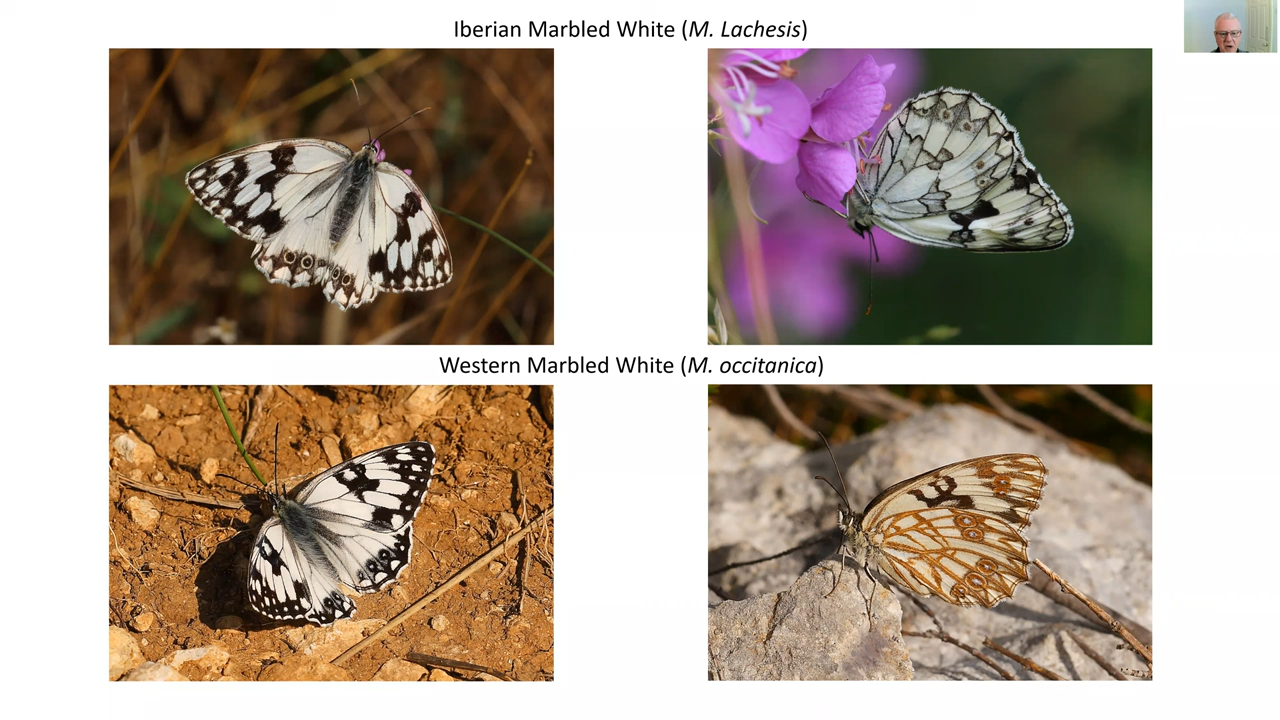 Iberian Marbled White (M. Lachesis)
Western Marbled White (M. occitanica)